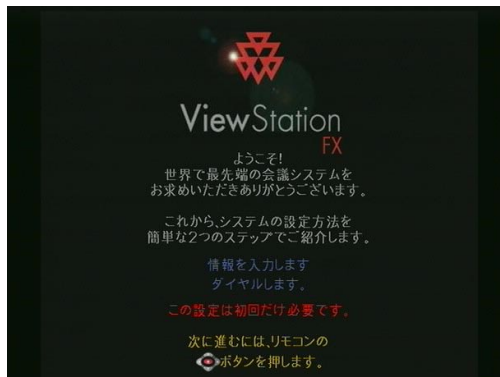 ViewStation
FX
ようこそ!
世界で最先端の会議システムを
お求めいただきありがとうございます。
これから、システムの設定方法を
簡単な2つのステップでご紹介します。
情報を入力します
ダイヤルします。
この設定は初回だけ必要です。
次に進むには、リモコンの
ボタンを押します。